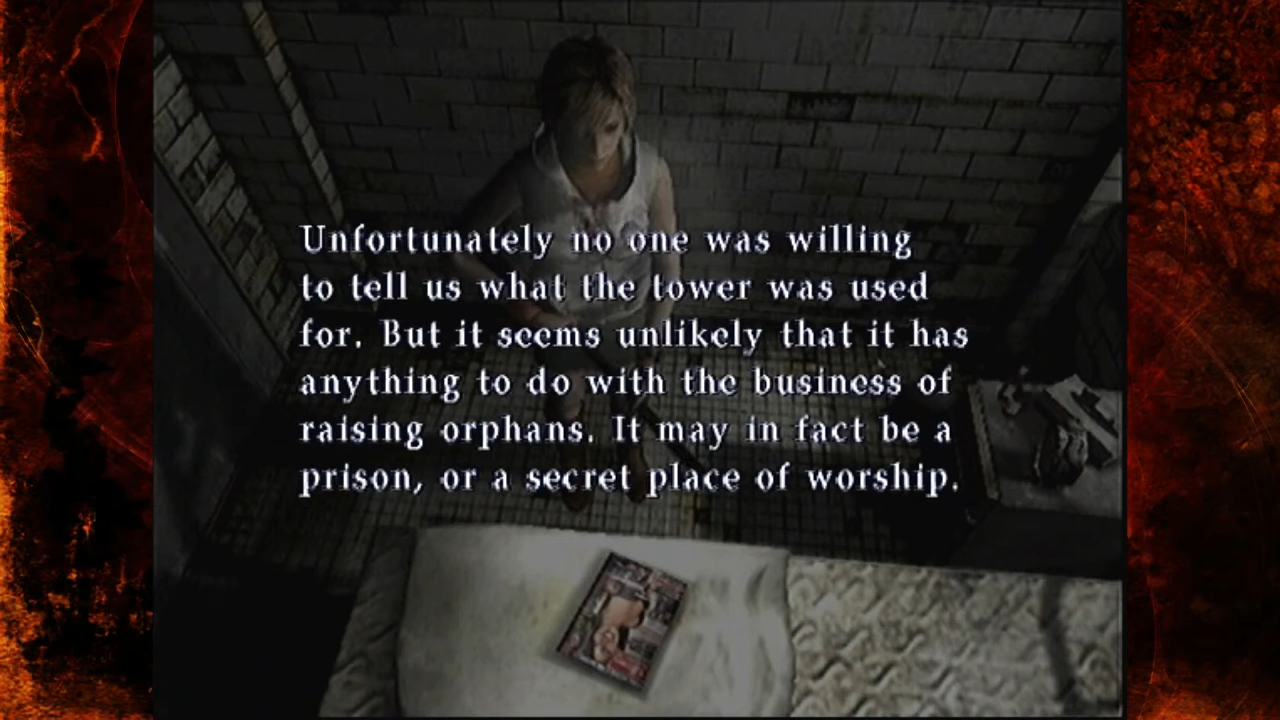 Unfortunately no one was willing
to tell us what the tower was used
for. But it seems unlikely that it has
anything to do with the business of
raising orphans. It may in fact be a
prison, or a secret place of worship.